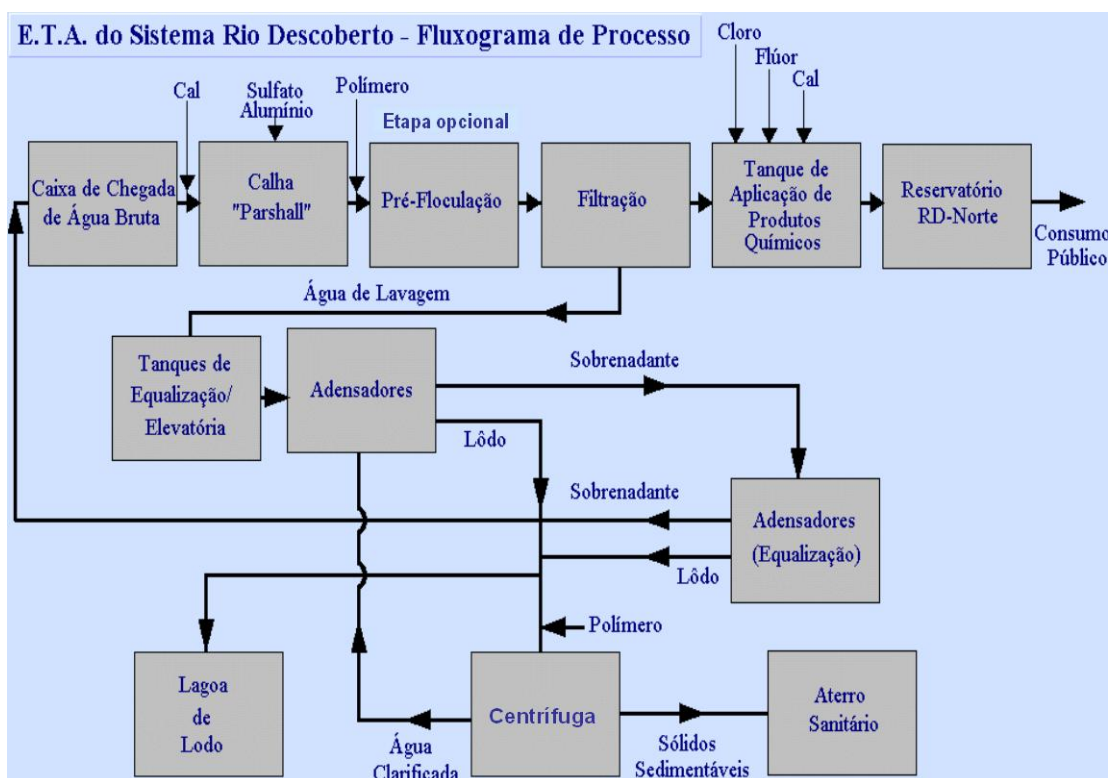 E.T.A. do Sistema Rio Descoberto - Fluxograma de Processo
Cloro
Flúor
Cal
Cal
Sulfato
Alumínio
Polímero
Etapa opcional
Caixa de Chegada
de Água Bruta
Calha
"Parshall"
Pré-Floculação
Filtração
Tanque de
Aplicação de
Produtos
Químicos
Reservatório
RD-Norte
Consumo
Público
Água de Lavagem
Tanques de
Equalização/
Elevatória
Adensadores
Sobrenadante
Lôdo
Sobrenadante
Adensadores
(Equalização)
Lôdo
Polímero
Lagoa
de
Lodo
Centrífuga
Aterro
Sanitário
Água
Clarificada
Sólidos
Sedimentáveis